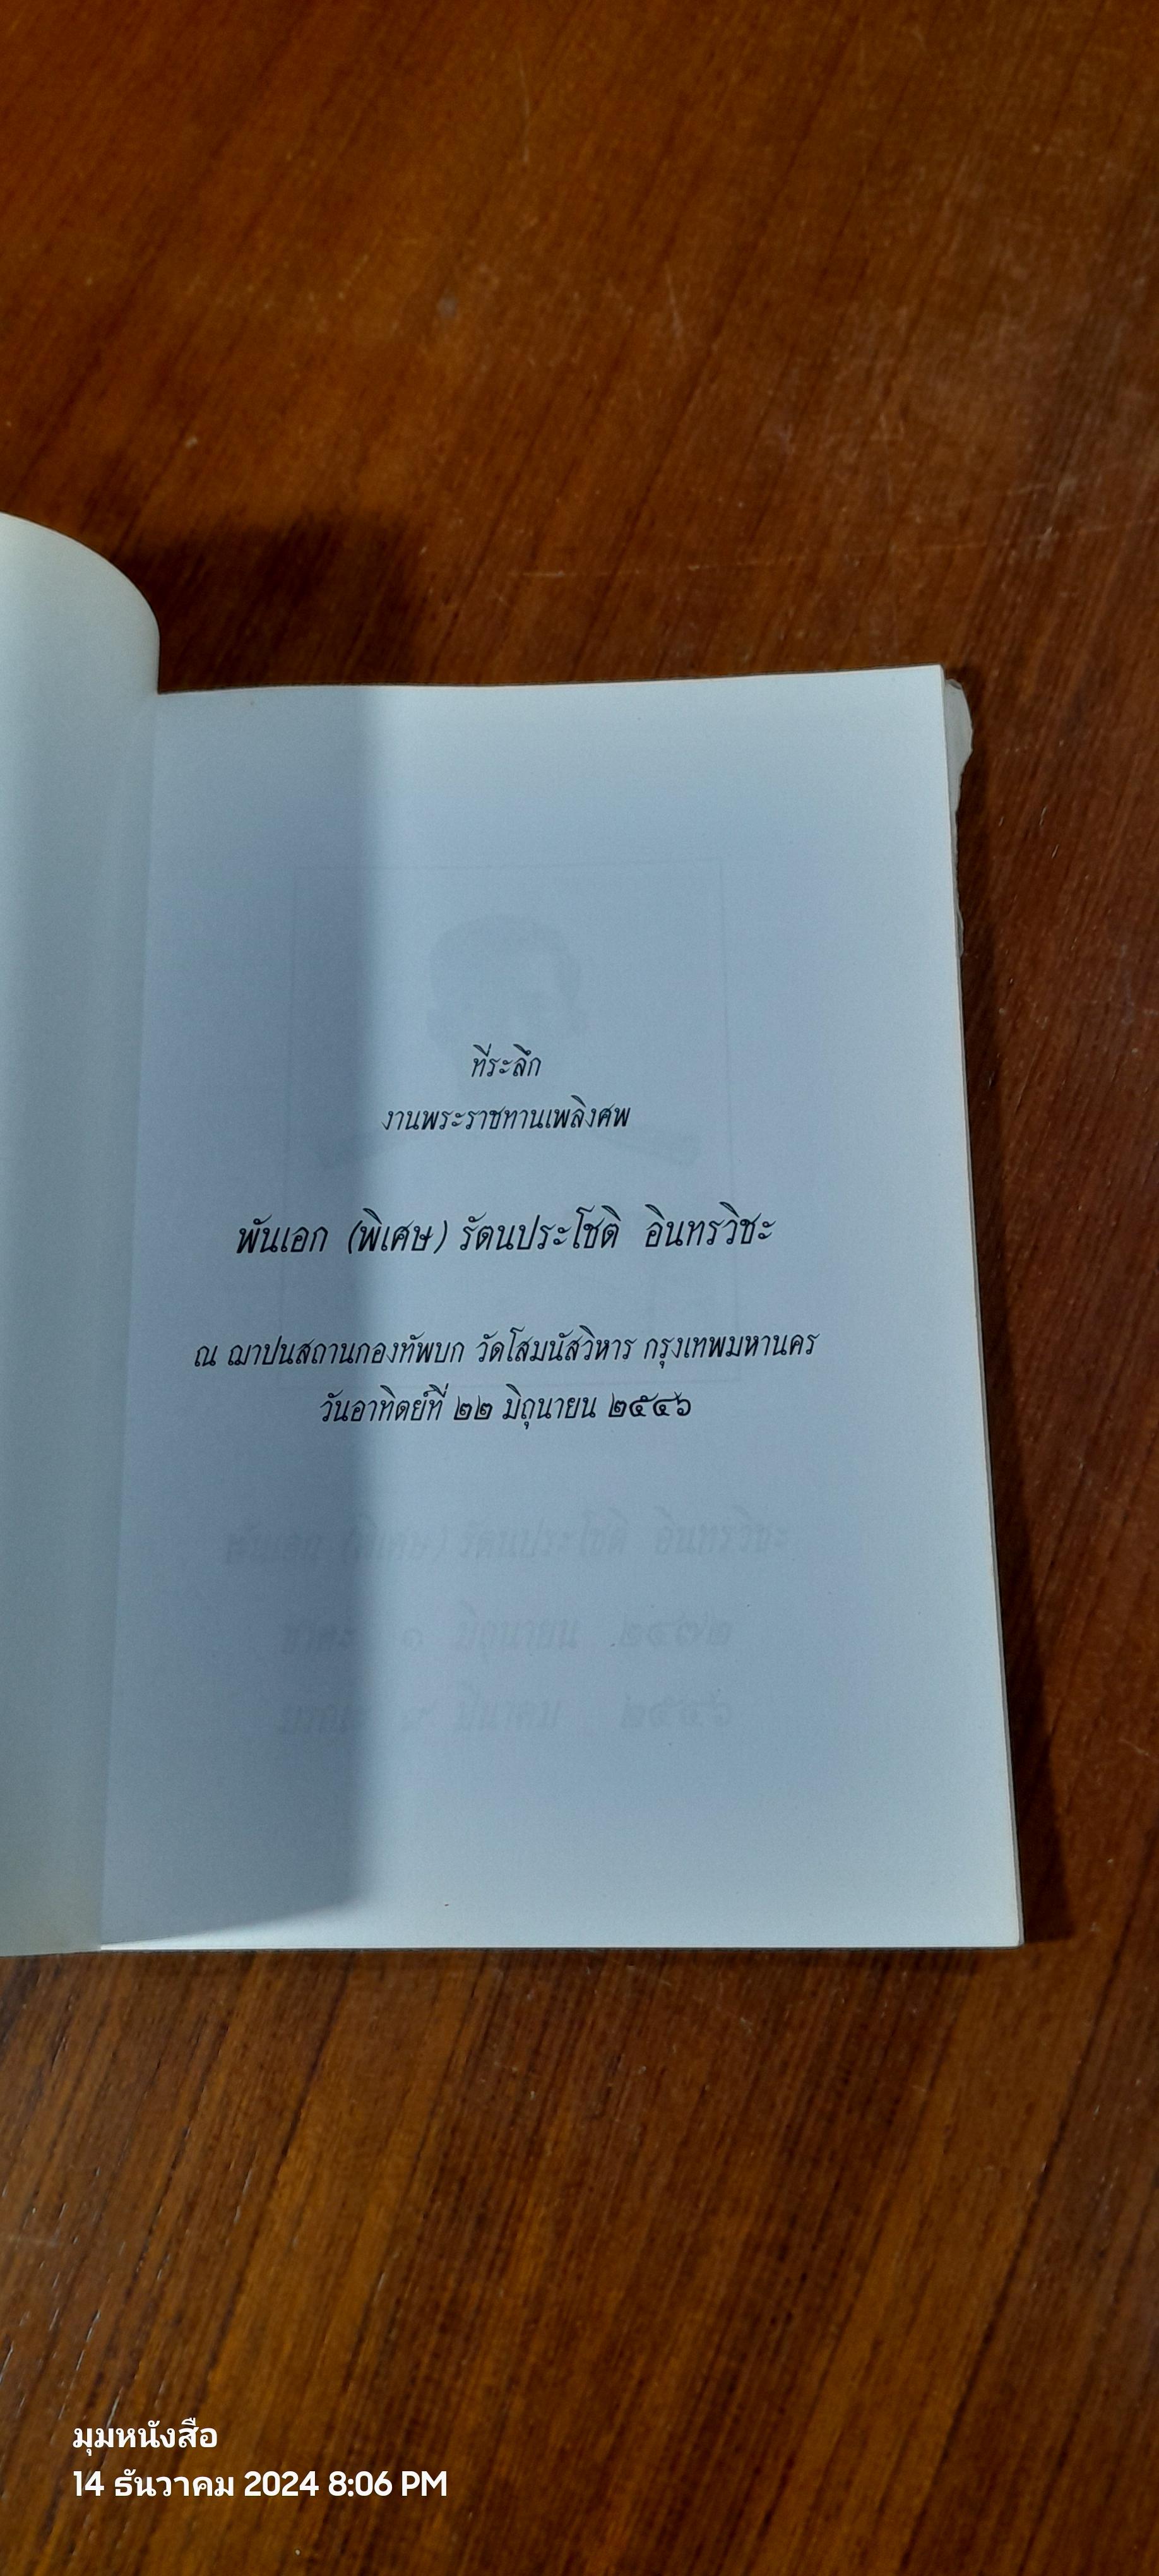 ที่ระลึก
งานพระราชทานเพลิงศพ
พันเอก (พิเศษ) รัตนประโชติ อินทรวิชะ
ณ ฌาปนสถานกองทัพบก วัดโสมนัสวิหาร กรุงเทพมหานคร
วันอาทิตย์ที่ ๒๒ มิถุนายน ๒๕๔๖
มุมหนังสือ
14 ธันวาคม 2024 8:06 PM